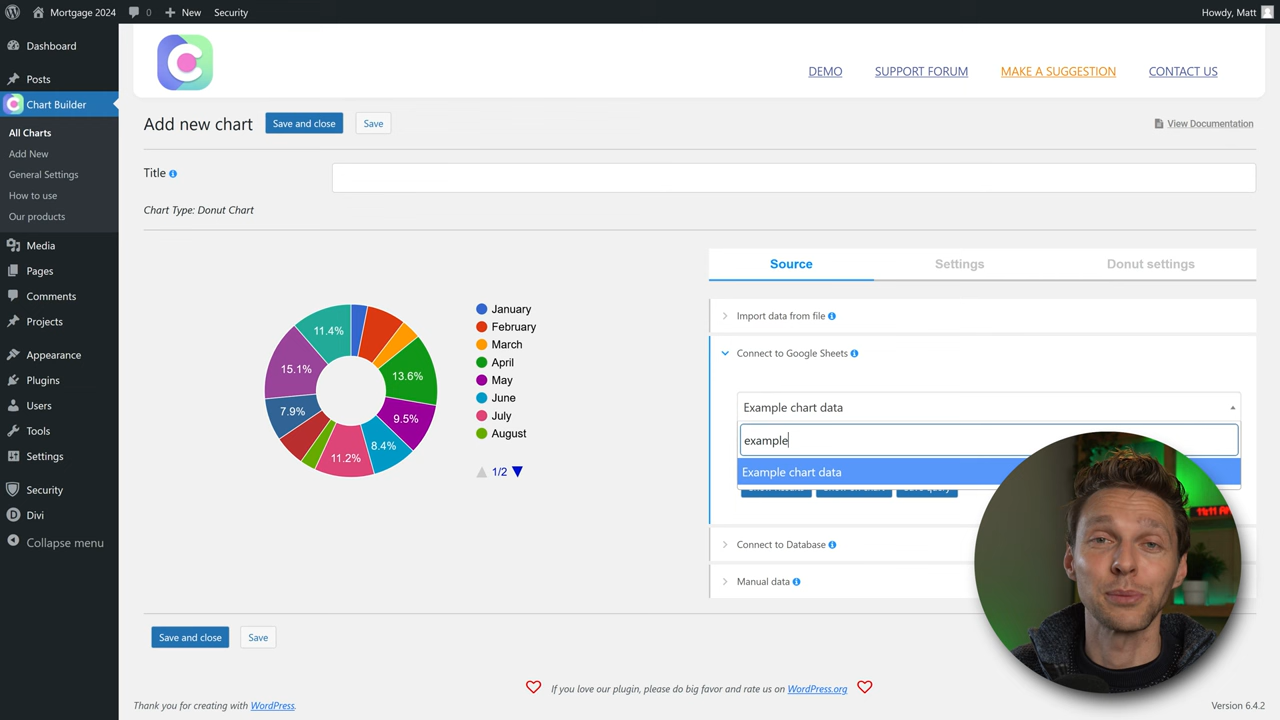 Mortgage 2024
0
New
Security
Howdy, Matt
Dashboard
Posts
Chart Builder
All Charts
Add New
General Settings
How to use
Our products
Media
Pages
Comments
Projects
Appearance
Plugins
Users
Tools
Settings
Security
Divi
Collapse menu
DEMO
SUPPORT FORUM
MAKE A SUGGESTION
CONTACT US
Add new chart
Save and close
Save
View Documentation
Title
Chart Type: Donut Chart
11.4%
15.1%
13.6%
7.9%
9.5%
8.4%
11.2%
January
February
March
April
May
June
July
August
1/2
Source
Settings
Donut settings
Import data from file
Connect to Google Sheets
Example chart data
example
Example chart data
Connect to Database
Manual data
Save and close
Save
If you love our plugin, please do big favor and rate us on WordPress.org
Thank you for creating with WordPress.
Version 6.4.2